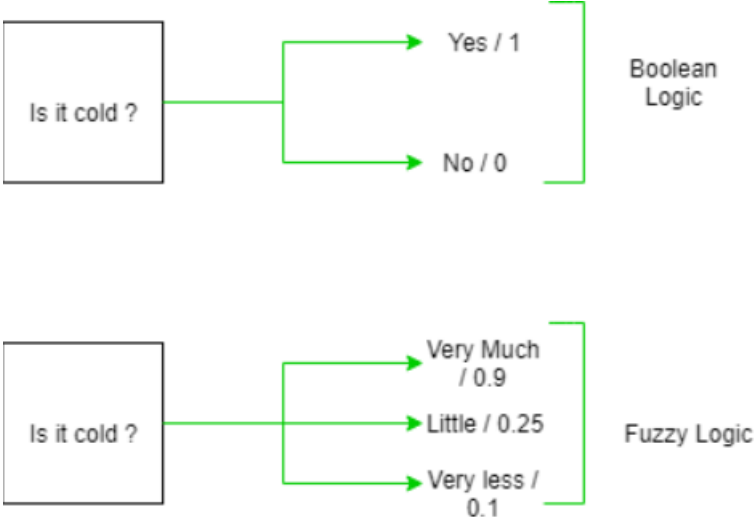 Is it cold ?
Yes / 1
No / 0
Boolean
Logic
Is it cold ?
Very Much
/ 0.9
Little / 0.25
Very less /
0.1
Fuzzy Logic